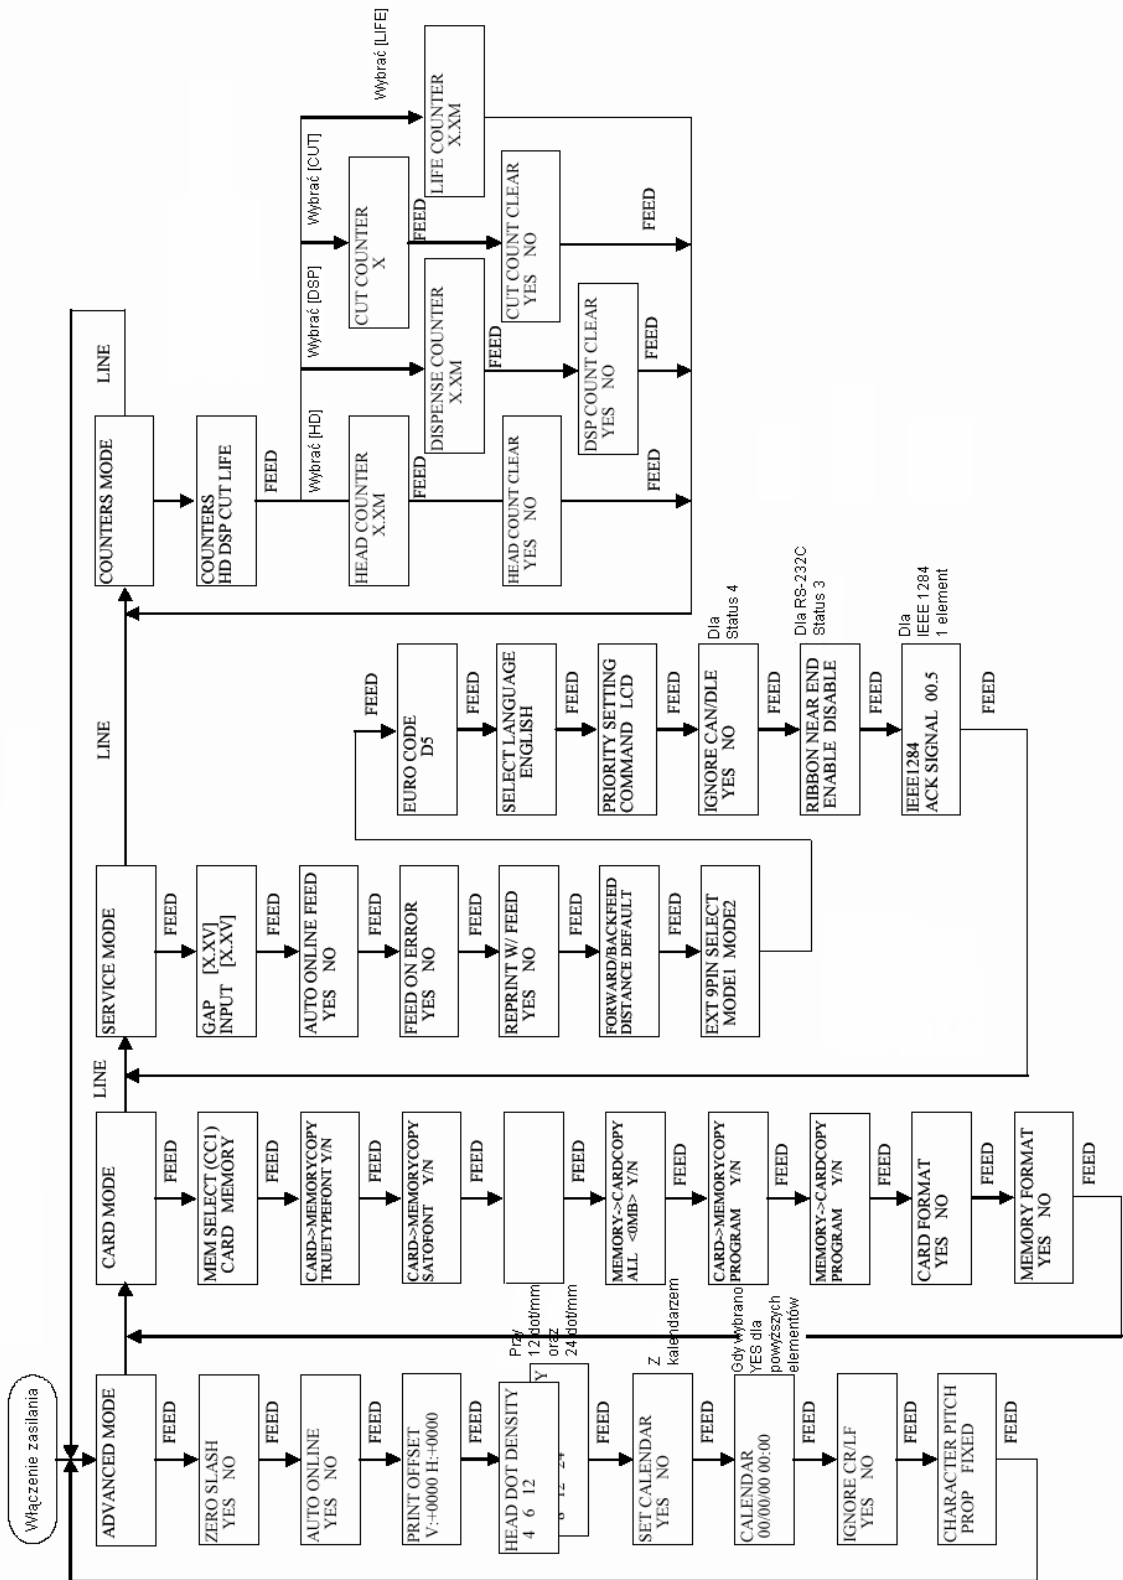 Włączenie zasilania
ADVANCED MODE
FEED
ZERO SLASH
YES NO
FEED
AUTO ONLINE
YES NO
FEED
PRINT OFFSET
V:+0000 H:+0000
FEED
HEAD DOT DENSITY
4 6 12
Y
8 12 24
Przy
12 dot/mm
oraz
24 dot/mm
FEED
SET CALENDAR
YES NO
Z
kalendarzem
FEED
CALENDAR
00/00/00 00:00
Gdy wybrano
YES dla
powyższych
elementów
FEED
IGNORE CR/LF
YES NO
FEED
CHARACTER PITCH
PROP FIXED
FEED
CARD MODE
FEED
MEM SELECT (CC1)
CARD MEMORY
FEED
CARD->MEMORYCOPY
TRUETYPEFONT Y/N
FEED
CARD->MEMORYCOPY
SATOFONT Y/N
FEED
FEED
MEMORY->CARDCOPY
ALL <0MB> Y/N
FEED
CARD->MEMORYCOPY
PROGRAM Y/N
FEED
MEMORY->CARDCOPY
PROGRAM Y/N
FEED
CARD FORMAT
YES NO
FEED
MEMORY FORMAT
YES NO
FEED
LINE
SERVICE MODE
FEED
GAP [X.XV]
INPUT [X.XV]
FEED
AUTO ONLINE FEED
YES NO
FEED
FEED ON ERROR
YES NO
FEED
REPRINT W/ FEED
YES NO
FEED
FORWARD/BACKFEED
DISTANCE DEFAULT
FEED
EXT 9PIN SELECT
MODE1 MODE2
FEED
EURO CODE
D5
FEED
SELECT LANGUAGE
ENGLISH
FEED
PRIORITY SETTING
COMMAND LCD
FEED
IGNORE CAN/DLE
YES NO
Dla
Status 4
FEED
RIBBON NEAR END
ENABLE DISABLE
Dla RS-232C
Status 3
FEED
IEEE1284
ACK SIGNAL 00.5
Dla
IEEE 1284
1 element
FEED
LINE
COUNTERS MODE
LINE
COUNTERS
HD DSP CUT LIFE
FEED
Wybrać [HD]
HEAD COUNTER
X.XM
FEED
HEAD COUNT CLEAR
YES NO
FEED
Wybrać [DSP]
DISPENSE COUNTER
X.XM
FEED
DSP COUNT CLEAR
YES NO
FEED
Wybrać [CUT]
CUT COUNTER
X
FEED
CUT COUNT CLEAR
YES NO
FEED
Wybrać [LIFE]
LIFE COUNTER
X.XM